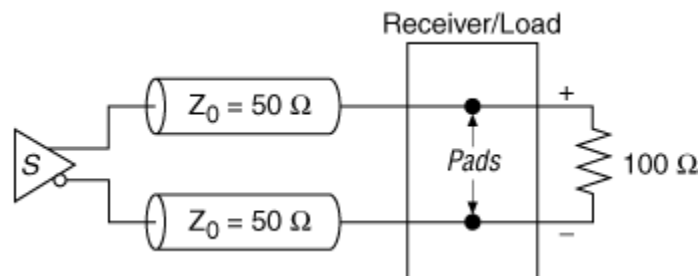 Receiver/Load
Z0 = 50 Ω
+
S
Pads
100 Ω
Z0 = 50 Ω
–